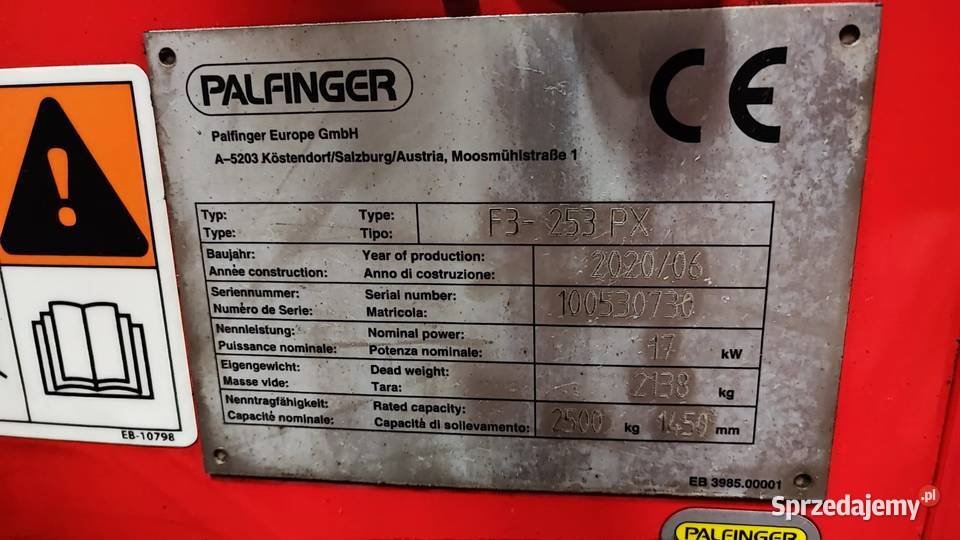 PALFINGER
CE
Palfinger Europe GmbH
A–5203 Köstendorf/Salzburg/Austria, Moosmühlstraße 1
Typ: Type: F3- 253 PX
Type: Tipo:
Baujahr: Year of production: 2020/06
Année construction: Anno di costruzione:
Seriennummer: Serial number: 100530730
Numéro de Serie: Matricola:
Nennleistung: Nominal power: 17 kW
Puissance nominale: Potenza nominale:
Eigengewicht: Dead weight: 2138 kg
Masse vide: Tara:
Nenntragfähigkeit: Rated capacity: 2500 kg 1450 mm
Capacité nominale: Capacità di sollevamento:
EB-10798
EB 3985.00001
Sprzedajemy.pl
PALFINGER